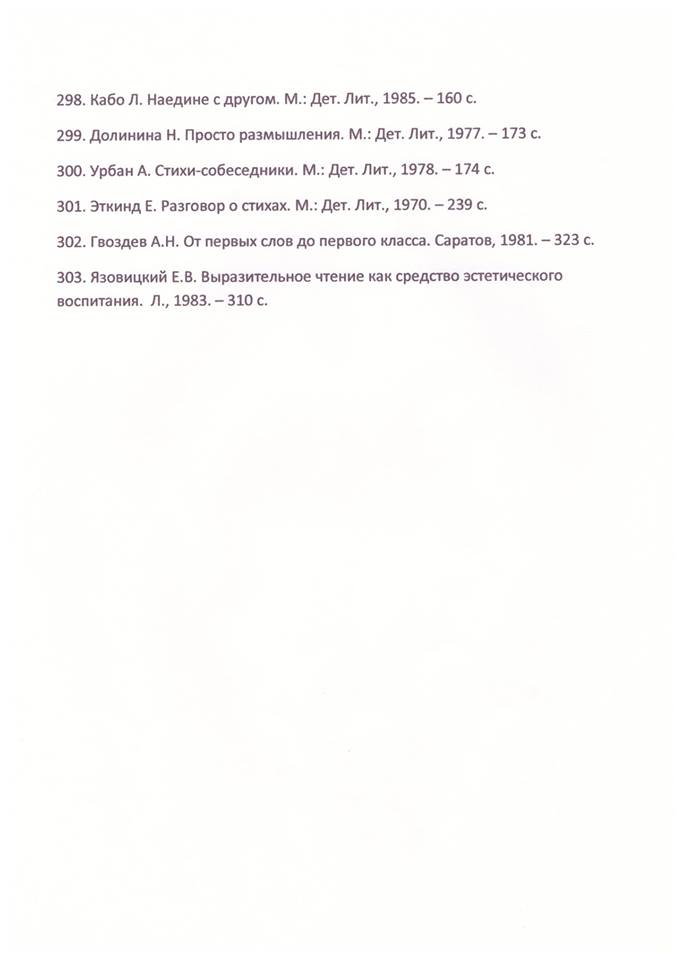 298. Кабо Л. Наедине с другом. М.: Дет. Лит., 1985. – 160 с.
299. Долинина Н. Просто размышления. М.: Дет. Лит., 1977. – 173 с.
300. Урбан А. Стихи-собеседники. М.: Дет. Лит., 1978. – 174 с.
301. Эткинд Е. Разговор о стихах. М.: Дет. Лит., 1970. – 239 с.
302. Гвоздев А.Н. От первых слов до первого класса. Саратов, 1981. – 323 с.
303. Язовицкий Е.В. Выразительное чтение как средство эстетического
воспитания.  Л., 1983. – 310 с.